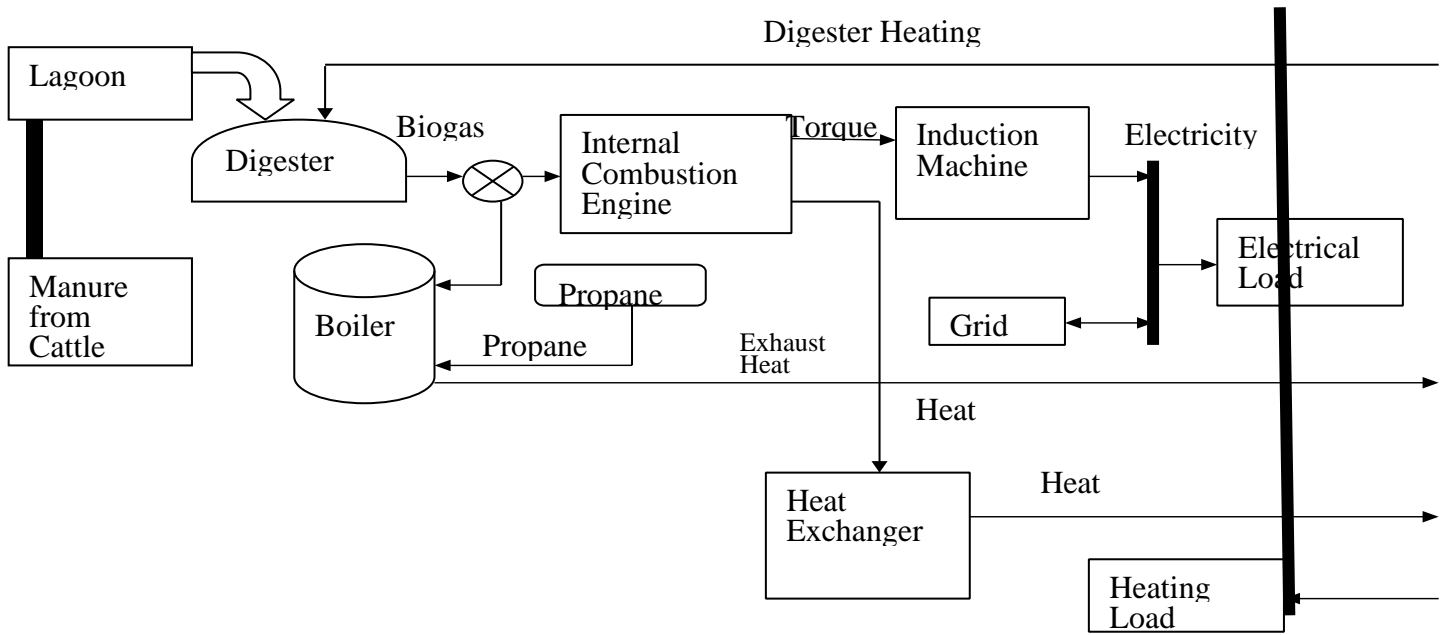 Digester Heating
Lagoon
Biogas
Torque
Electricity
Digester
Internal
Combustion
Engine
Induction
Machine
Electrical
Load
Manure
from
Cattle
Boiler
Propane
Propane
Grid
Exhaust
Heat
Heat
Heat
Heat
Exchanger
Heating
Load